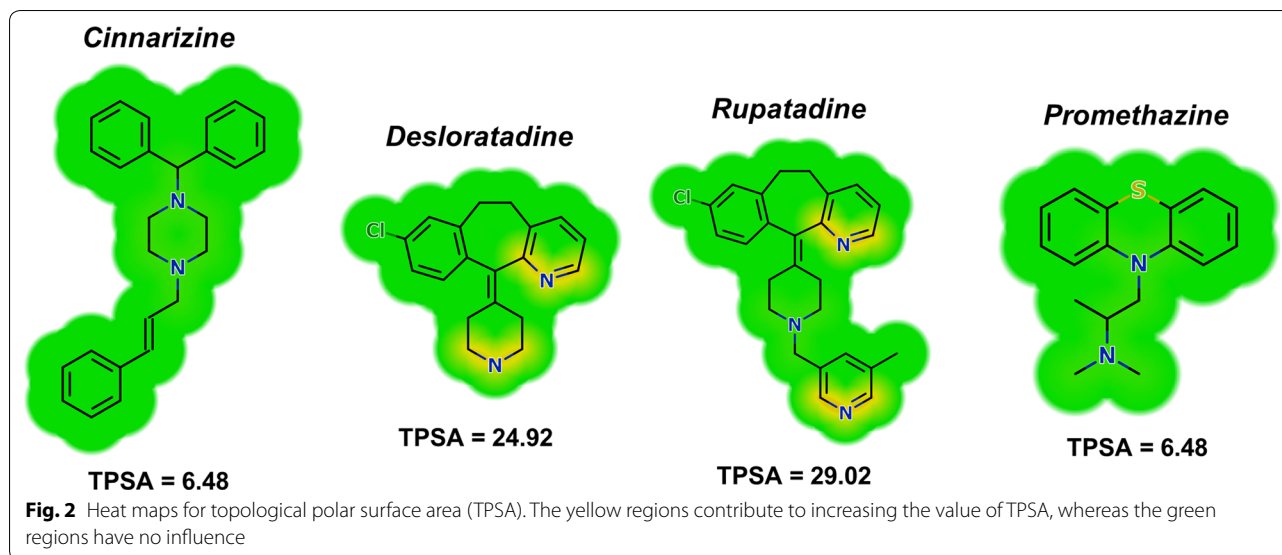 Cinnarizine
Desloratadine
Rupatadine
Promethazine
N
N
TPSA = 6.48
Cl
N
N
TPSA = 24.92
Cl
N
N
N
TPSA = 29.02
S
N
N
TPSA = 6.48
Fig. 2 Heat maps for topological polar surface area (TPSA). The yellow regions contribute to increasing the value of TPSA, whereas the green
regions have no influence